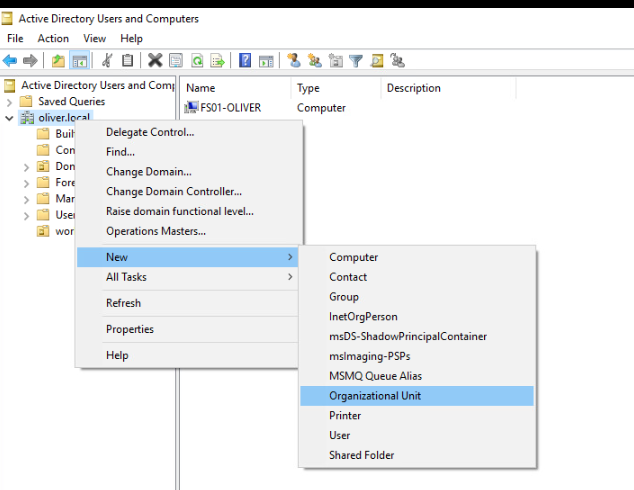 Active Directory Users and Computers
File Action View Help
Active Directory Users and Comp
Name Type Description
Saved Queries
FS01-OLIVER Computer
oliver.local
Buil
Con
Dom
Fore
Man
User
wor
Delegate Control...
Find...
Change Domain...
Change Domain Controller...
Raise domain functional level...
Operations Masters...
New
All Tasks
Refresh
Properties
Help
Computer
Contact
Group
InetOrgPerson
msDS-ShadowPrincipalContainer
msImaging-PSPs
MSMQ Queue Alias
Organizational Unit
Printer
User
Shared Folder